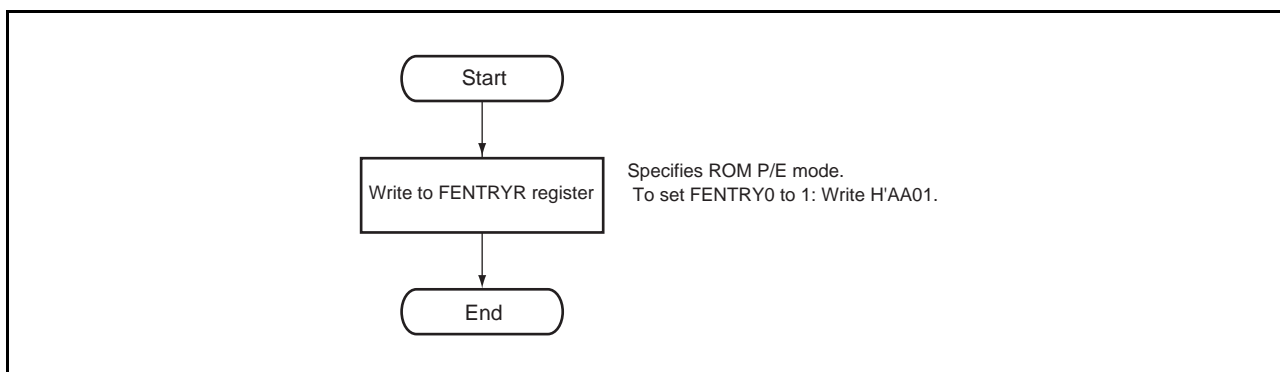 Start
Write to FENTRYR register
Specifies ROM P/E mode.
To set FENTRY0 to 1: Write H'AA01.
End